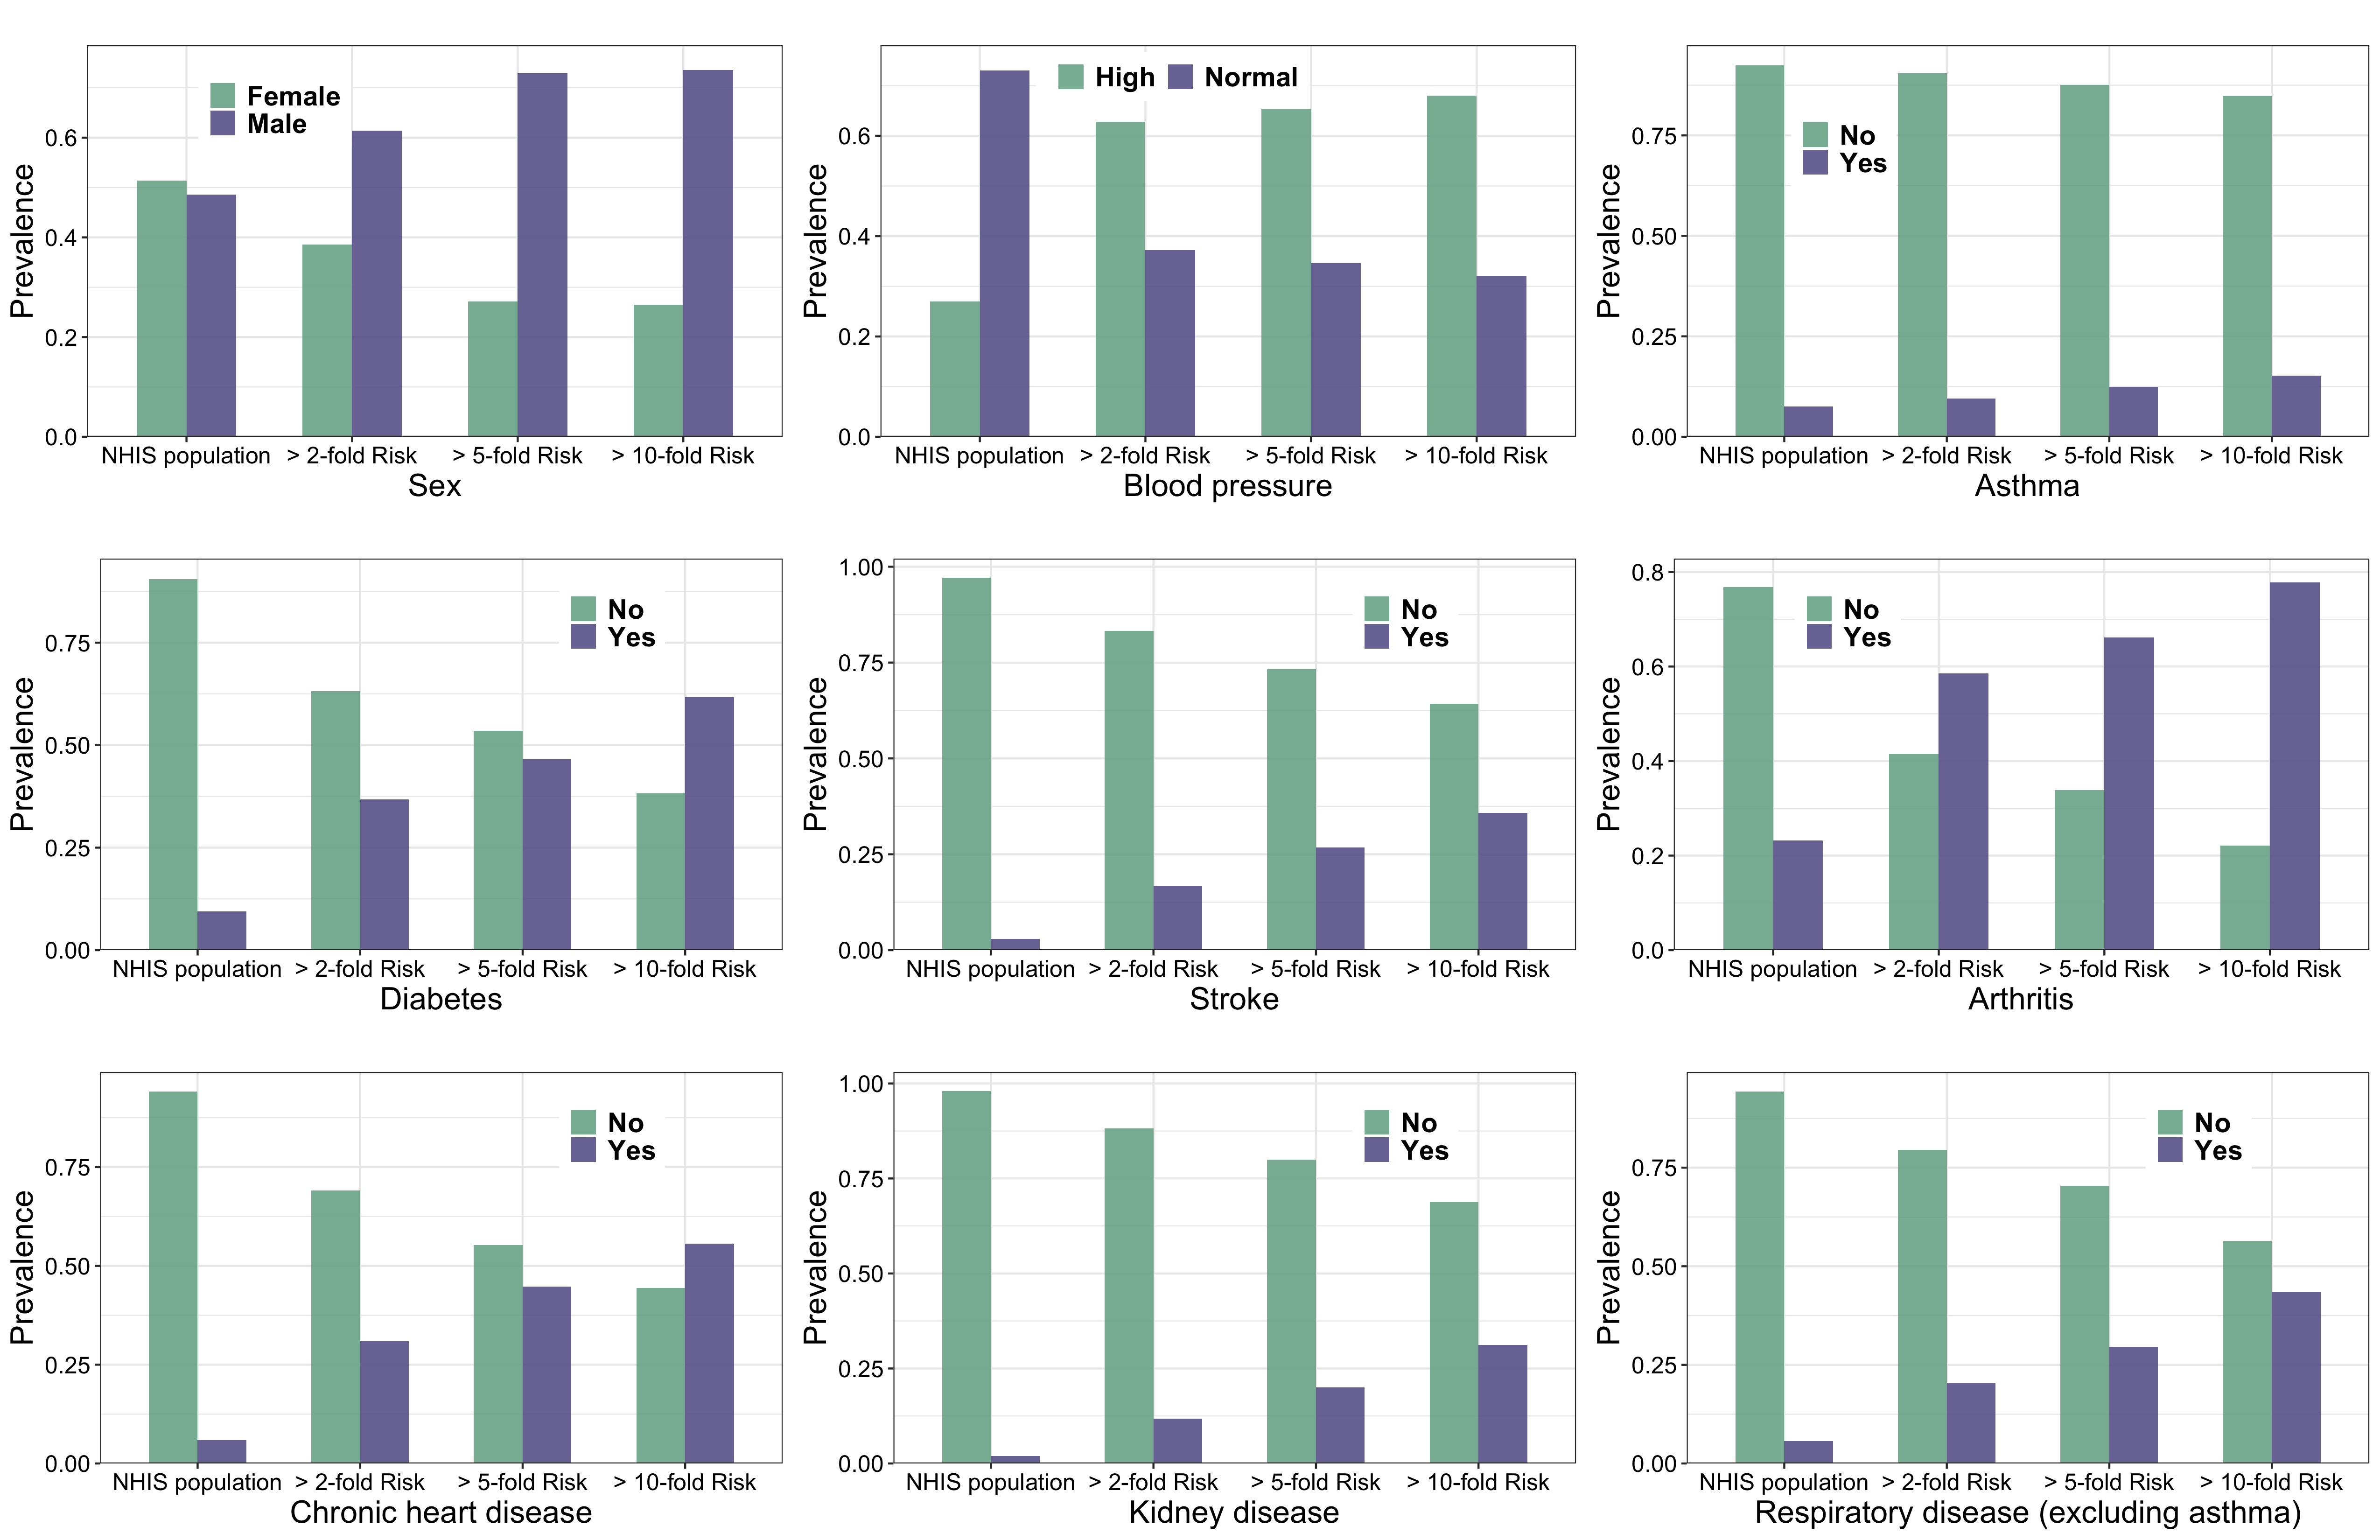 Prevalence
0.6
0.4
0.2
0.0
Female
Male
NHIS population > 2-fold Risk > 5-fold Risk > 10-fold Risk
Sex
Prevalence
0.6
0.4
0.2
0.0
High Normal
NHIS population > 2-fold Risk > 5-fold Risk > 10-fold Risk
Blood pressure
Prevalence
0.75
0.50
0.25
0.00
No
Yes
NHIS population > 2-fold Risk > 5-fold Risk > 10-fold Risk
Asthma
Prevalence
0.75
0.50
0.25
0.00
No
Yes
NHIS population > 2-fold Risk > 5-fold Risk > 10-fold Risk
Diabetes
Prevalence
1.00
0.75
0.50
0.25
0.00
No
Yes
NHIS population > 2-fold Risk > 5-fold Risk > 10-fold Risk
Stroke
Prevalence
0.8
0.6
0.4
0.2
0.0
No
Yes
NHIS population > 2-fold Risk > 5-fold Risk > 10-fold Risk
Arthritis
Prevalence
0.75
0.50
0.25
0.00
No
Yes
NHIS population > 2-fold Risk > 5-fold Risk > 10-fold Risk
Chronic heart disease
Prevalence
1.00
0.75
0.50
0.25
0.00
No
Yes
NHIS population > 2-fold Risk > 5-fold Risk > 10-fold Risk
Kidney disease
Prevalence
0.75
0.50
0.25
0.00
No
Yes
NHIS population > 2-fold Risk > 5-fold Risk > 10-fold Risk
Respiratory disease (excluding asthma)